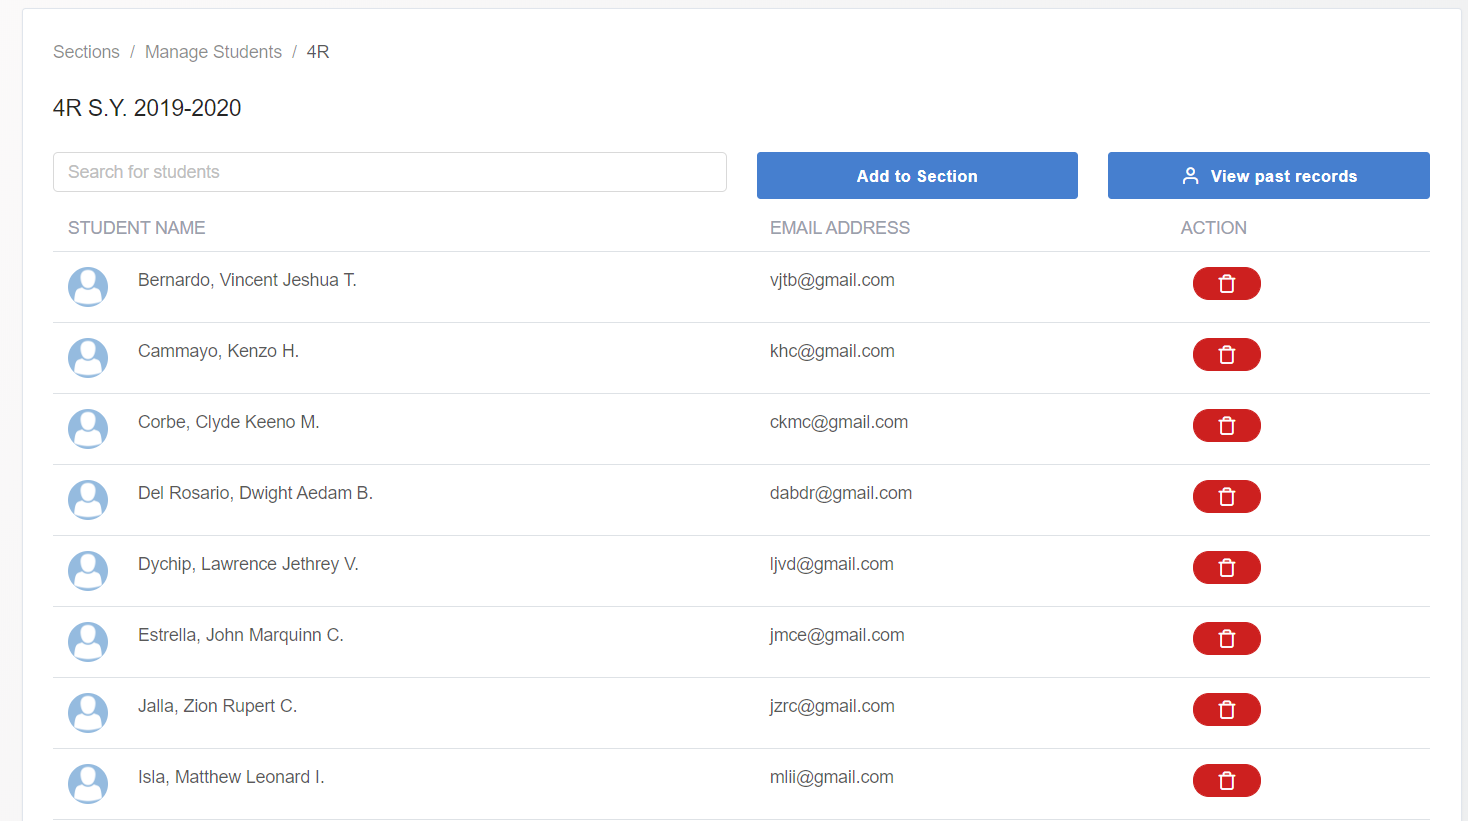 Sections / Manage Students / 4R
4R S.Y. 2019-2020
Search for students
Add to Section
View past records
STUDENT NAME EMAIL ADDRESS ACTION
Bernardo, Vincent Jeshua T. vjtb@gmail.com
Cammayo, Kenzo H. khc@gmail.com
Corbe, Clyde Keeno M. ckmc@gmail.com
Del Rosario, Dwight Aedam B. dabdr@gmail.com
Dychip, Lawrence Jethrey V. ljvd@gmail.com
Estrella, John Marquinn C. jmce@gmail.com
Jalla, Zion Rupert C. jzrc@gmail.com
Isla, Matthew Leonard I. mlii@gmail.com